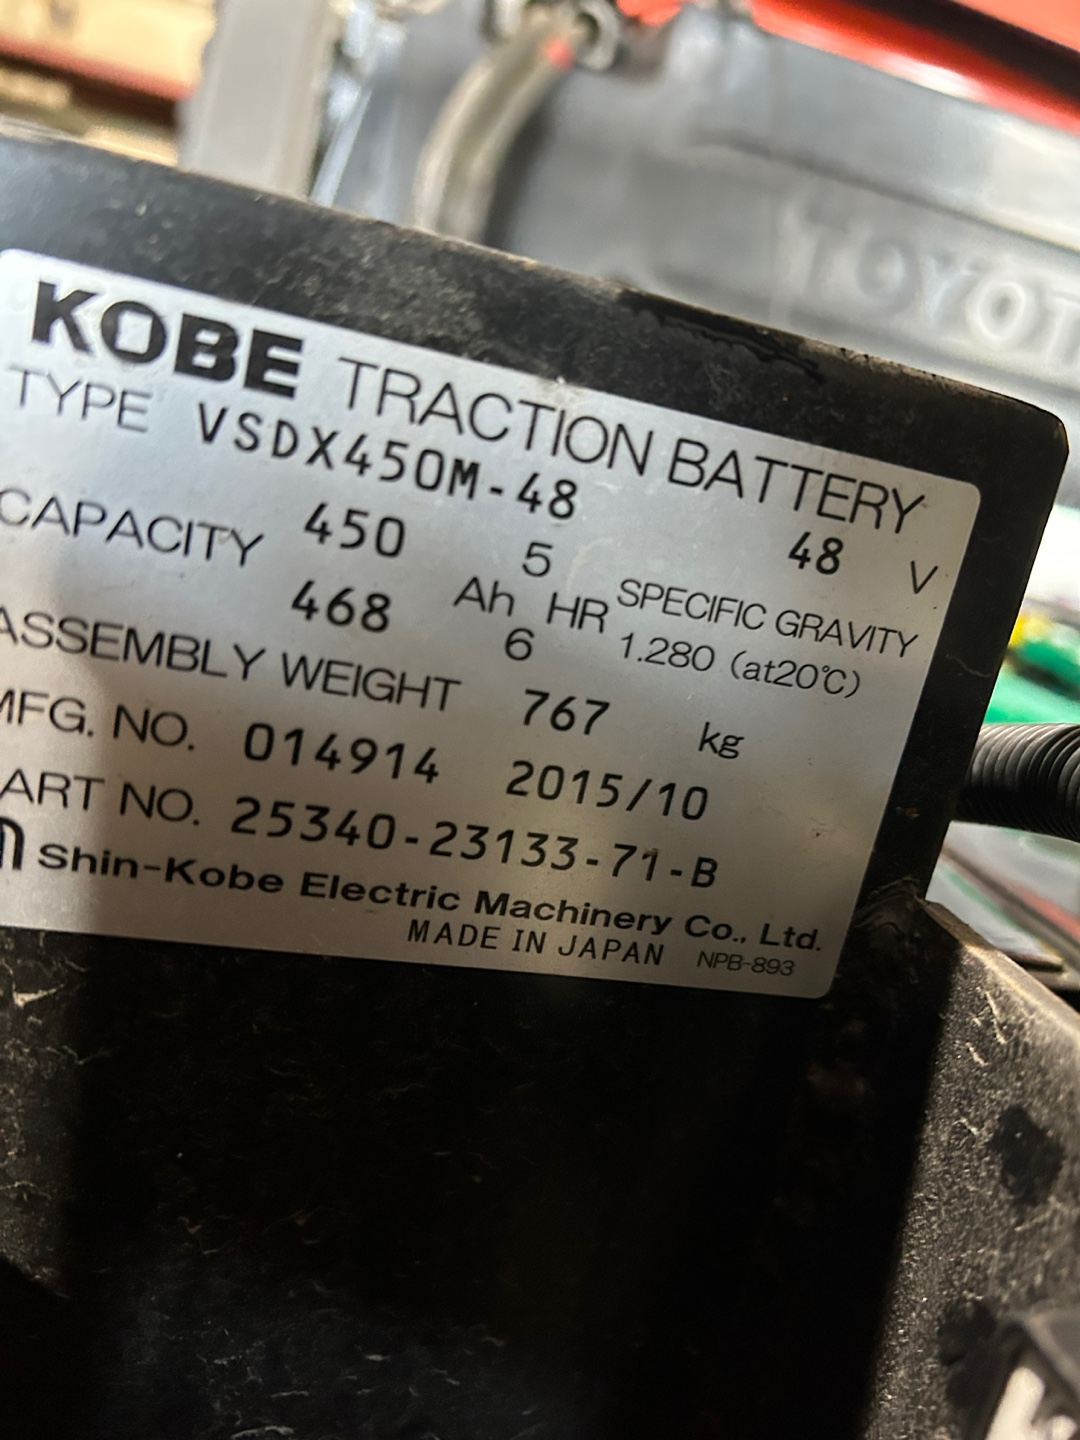 TOYOT
KOBE TRACTION BATTERY
TYPE VSDX450M-48 48 V
CAPACITY 450 5 SPECIFIC GRAVITY
Ah HR
468 6 1.280 (at20℃)
ASSEMBLY WEIGHT 767 kg
MFG. NO. 014914 2015/10
ART NO. 25340-23133-71-B
Shin-Kobe Electric Machinery Co., Ltd.
MADE IN JAPAN NPB-893